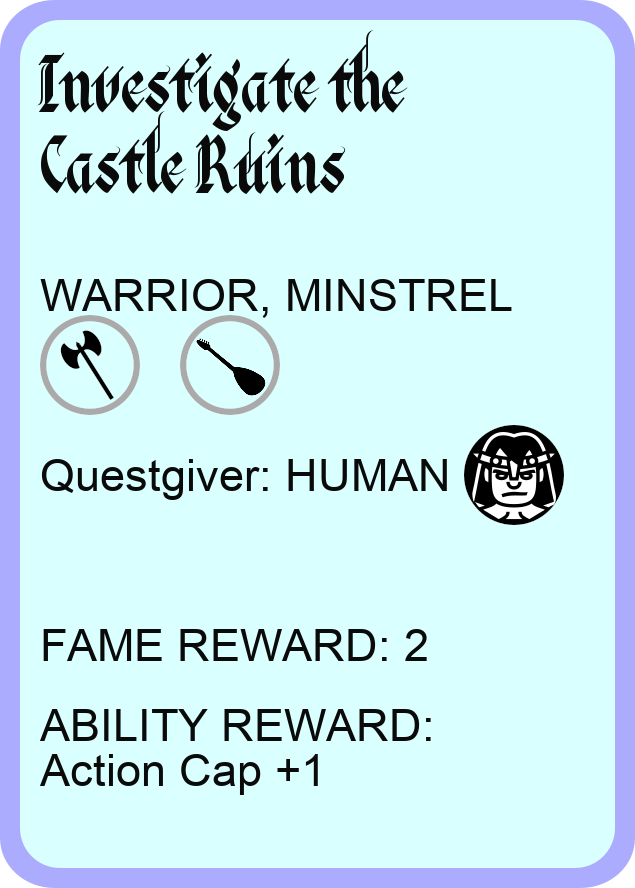 Investigate the
Castle Ruins
WARRIOR, MINSTREL
Questgiver: HUMAN
FAME REWARD: 2
ABILITY REWARD:
Action Cap +1